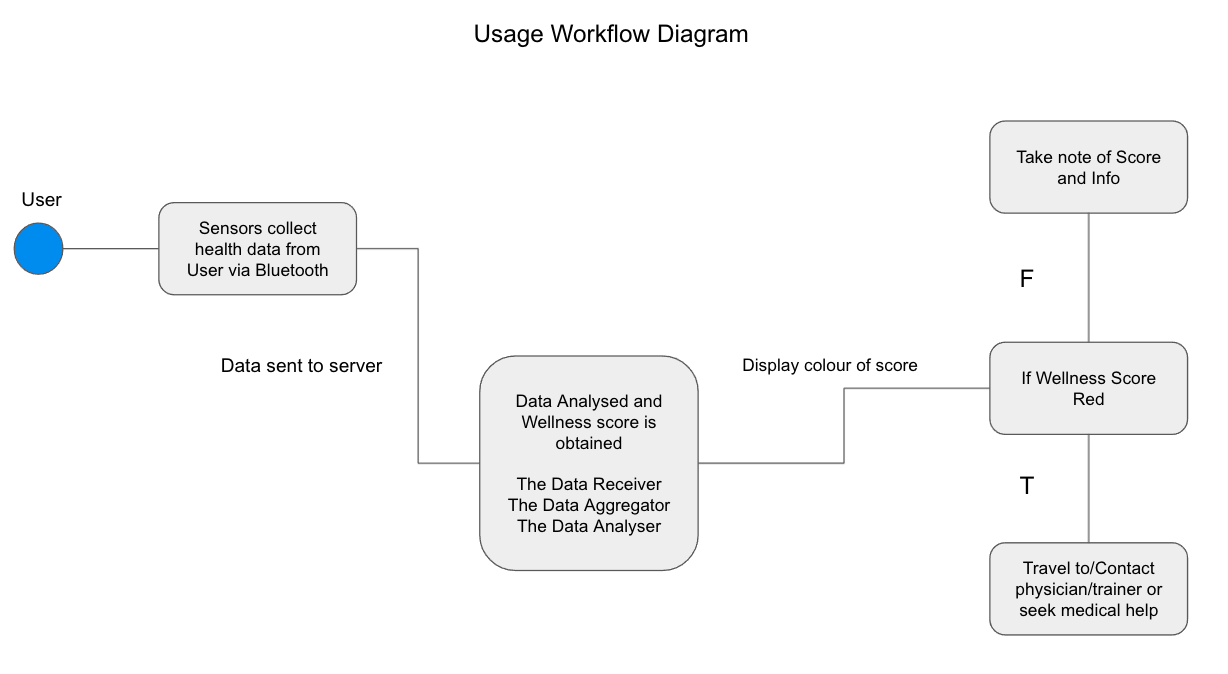 Usage Workflow Diagram
User
Sensors collect
health data from
User via Bluetooth
Data sent to server
Data Analysed and
Wellness score is
obtained
The Data Receiver
The Data Aggregator
The Data Analyser
Display colour of score
Take note of Score
and Info
F
If Wellness Score
Red
T
Travel to/Contact
physician/trainer or
seek medical help